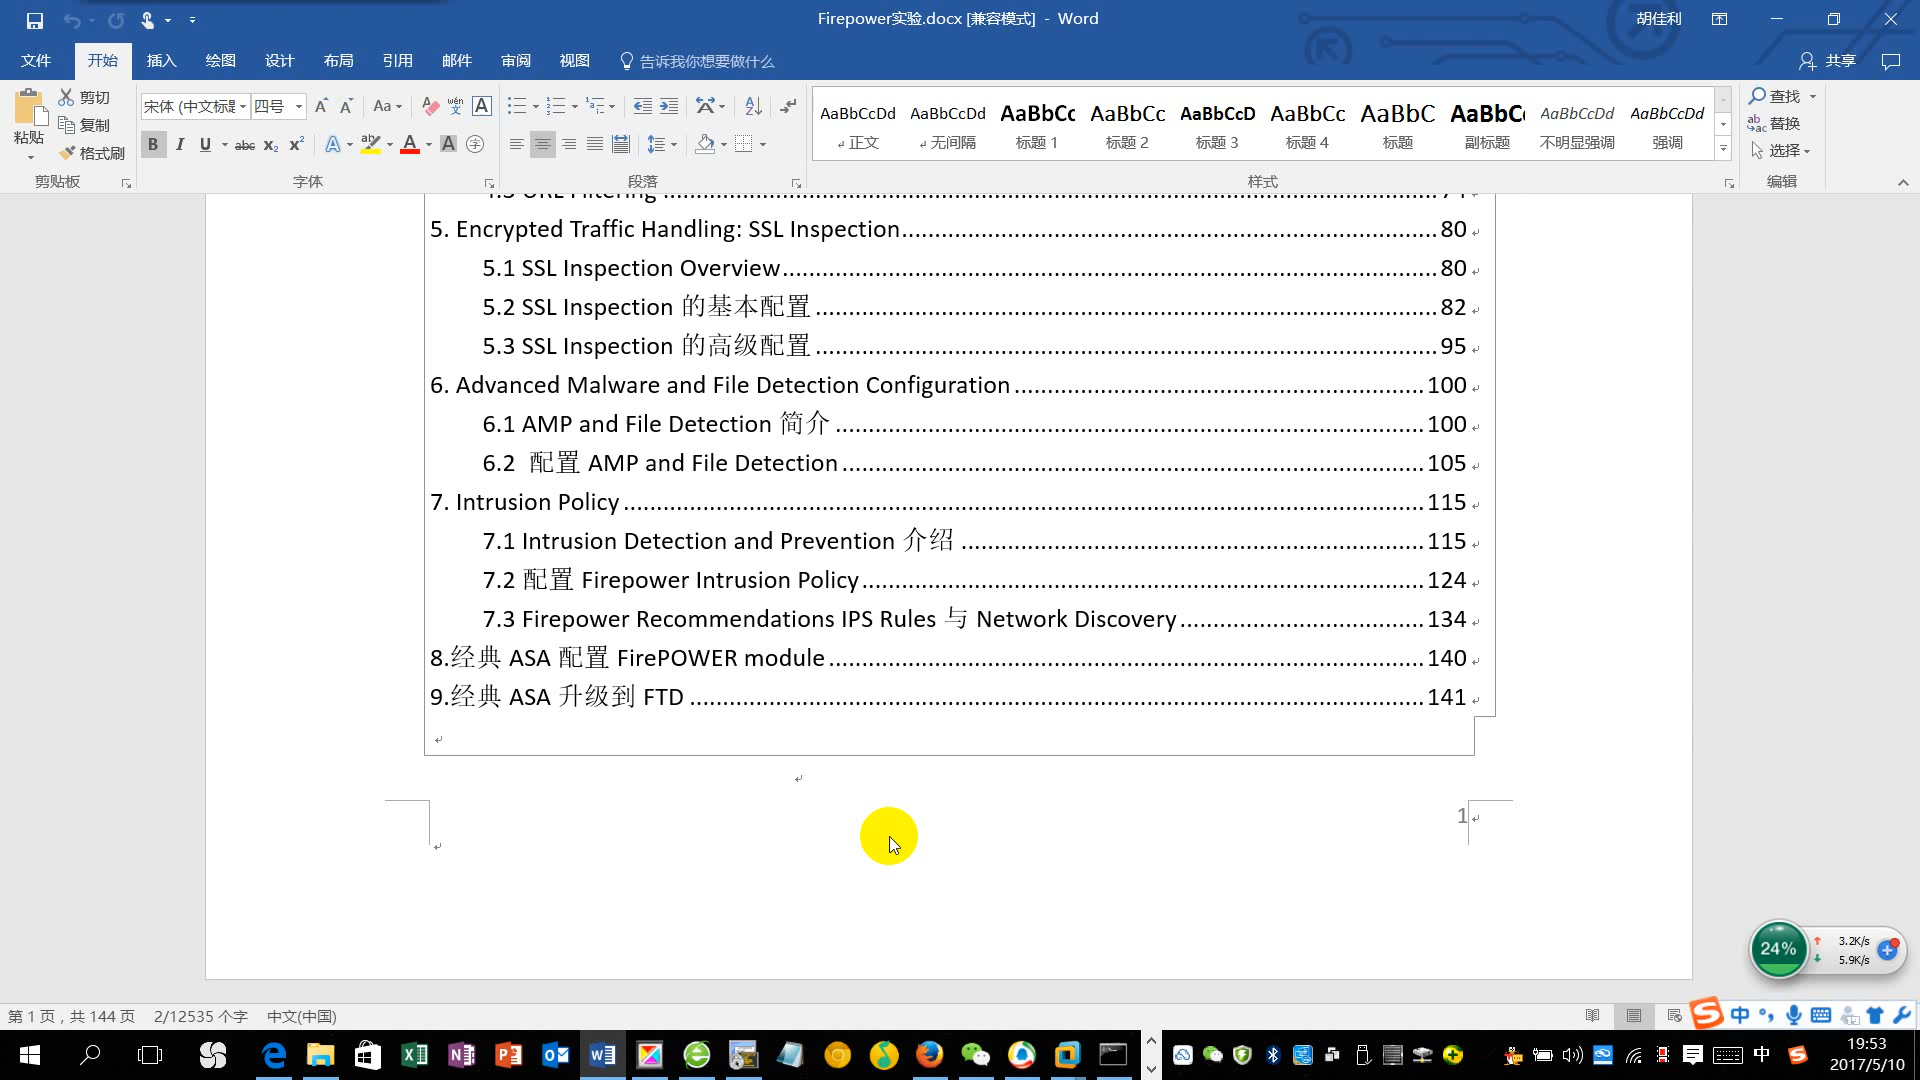 Firepower实验.docx [兼容模式] - Word
胡佳利
文件 开始 插入 绘图 设计 布局 引用 邮件 审阅 视图 告诉我你想要做什么 共享
粘贴 剪切 复制 格式刷
宋体 (中文标题 四号
AaBbCcDd AaBbCcDd AaBbCc AaBbCc AaBbCcD AaBbCc AaBbC AaBbC AaBbCcDd AaBbCcDd
正文 无间隔 标题 1 标题 2 标题 3 标题 4 标题 副标题 不明显强调 强调
查找 替换 选择
剪贴板 字体 段落 样式 编辑
5. Encrypted Traffic Handling: SSL Inspection 80
5.1 SSL Inspection Overview 80
5.2 SSL Inspection 的基本配置 82
5.3 SSL Inspection 的高级配置 95
6. Advanced Malware and File Detection Configuration 100
6.1 AMP and File Detection 简介 100
6.2 配置 AMP and File Detection 105
7. Intrusion Policy 115
7.1 Intrusion Detection and Prevention 介绍 115
7.2 配置 Firepower Intrusion Policy 124
7.3 Firepower Recommendations IPS Rules 与 Network Discovery 134
8.经典 ASA 配置 FirePOWER module 140
9.经典 ASA 升级到 FTD 141
1
24% 3.2K/s
5.9K/s
第 1 页，共 144 页 2/12535 个字 中文(中国)
中
中
19:53
2017/5/10